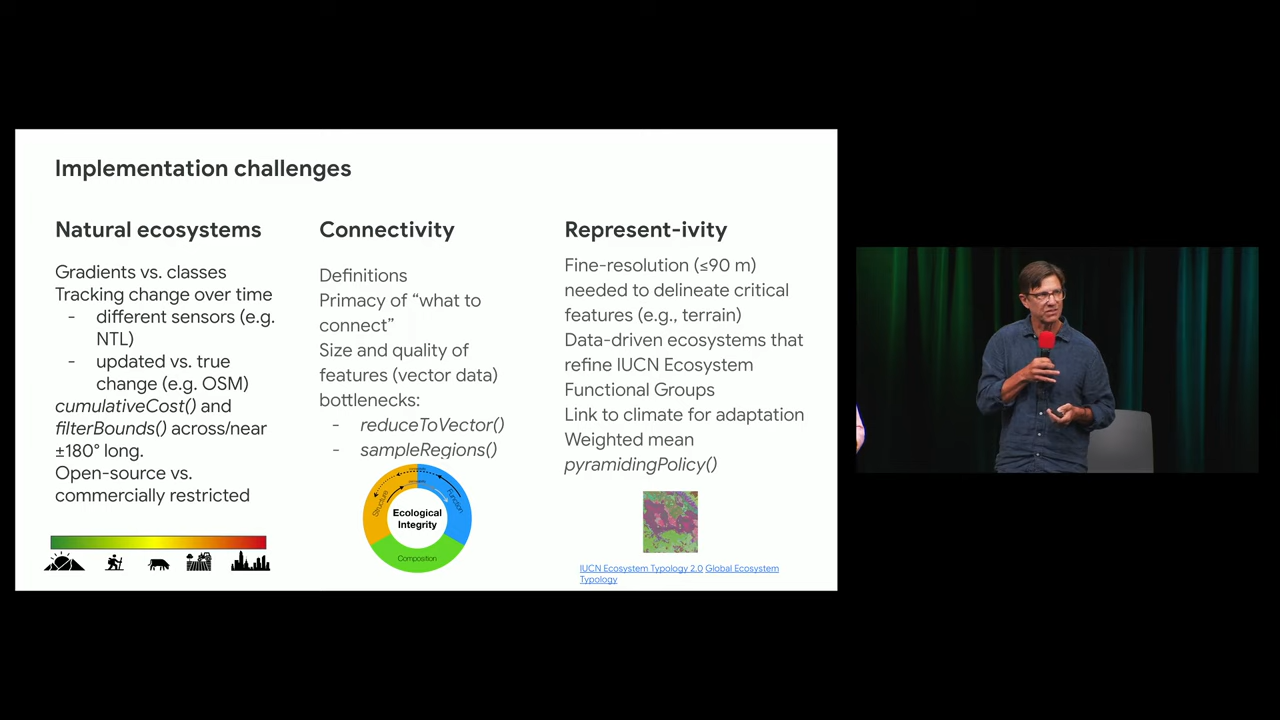 Implementation challenges
Natural ecosystems
Gradients vs. classes
Tracking change over time
- different sensors (e.g.
NTL)
- updated vs. true
change (e.g. OSM)
cumulativeCost() and
filterBounds() across/near
±180° long.
Open-source vs.
commercially restricted
Connectivity
Definitions
Primacy of “what to
connect”
Size and quality of
features (vector data)
bottlenecks:
- reduceToVector()
- sampleRegions()
Structure
Function
Ecological
Integrity
Composition
Represent-ivity
Fine-resolution (≤90 m)
needed to delineate critical
features (e.g., terrain)
Data-driven ecosystems that
refine IUCN Ecosystem
Functional Groups
Link to climate for adaptation
Weighted mean
pyramidingPolicy()
IUCN Ecosystem Typology 2.0 Global Ecosystem
Typology